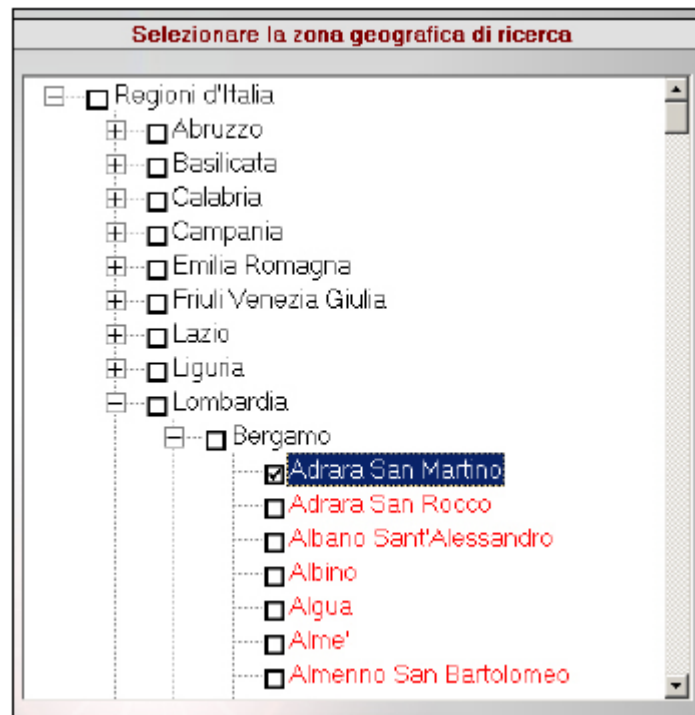 Selezionare la zona geografica di ricerca
Regioni d'Italia
Abruzzo
Basilicata
Calabria
Campania
Emilia Romagna
Friuli Venezia Giulia
Lazio
Liguria
Lombardia
Bergamo
Adrara San Martino
Adrara San Rocco
Albano Sant'Alessandro
Albino
Algua
Alme'
Almenno San Bartolomeo